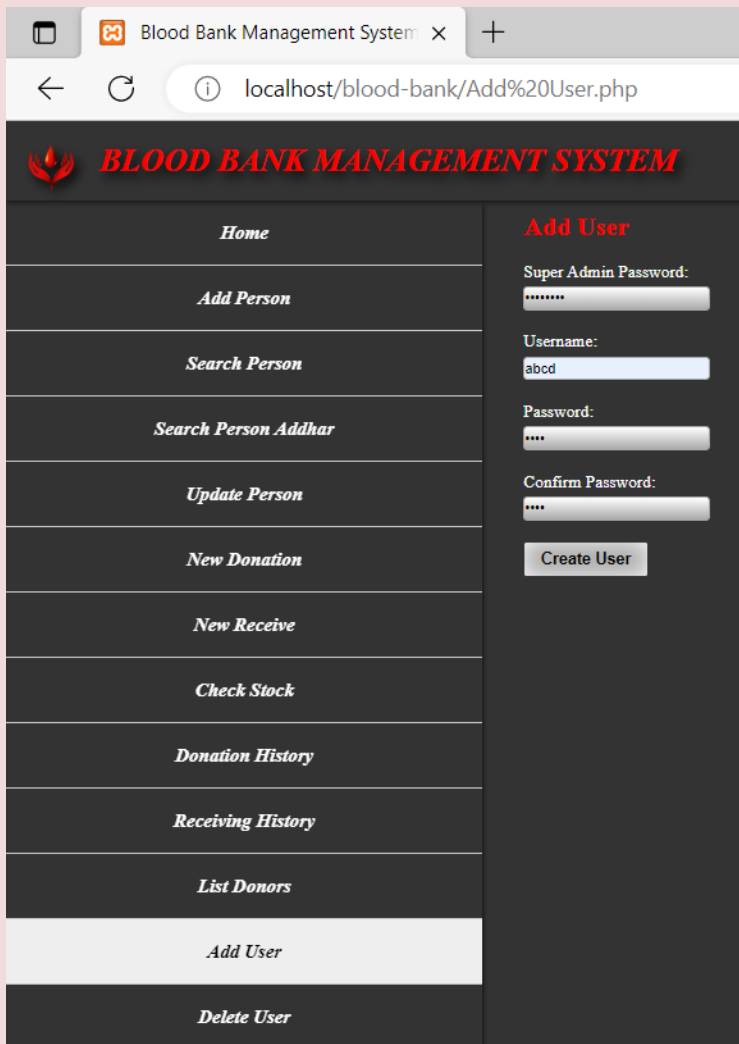 Blood Bank Management System
localhost/blood-bank/Add%20User.php
BLOOD BANK MANAGEMENT SYSTEM
Home
Add Person
Search Person
Search Person Addhar
Update Person
New Donation
New Receive
Check Stock
Donation History
Receiving History
List Donors
Add User
Delete User
Add User
Super Admin Password:
••••••••
Username:
abcd
Password:
••••
Confirm Password:
••••
Create User